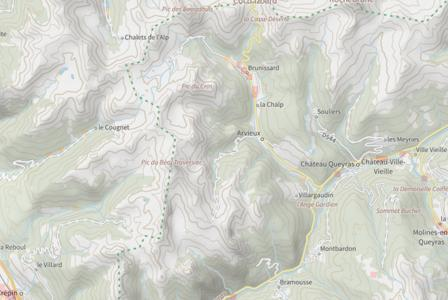 Pic des Beaudouis
la Casse Déserte
Chalets de l'Alp
Brunissard
Pic du Cros
la Chalp
Souliers
D584
le Cougnet
Arvieux
les Meyries
Ville Vieille
Pic du Béal Traversier
Château Queyras
Château-Ville-
Vieille
la Demoiselle Coiffée
Villargaudin
l'Ange Gardien
Sommet Bucher
Molines-en-
Queyras
la Reboul
Montbardon
le Villard
Bramousse